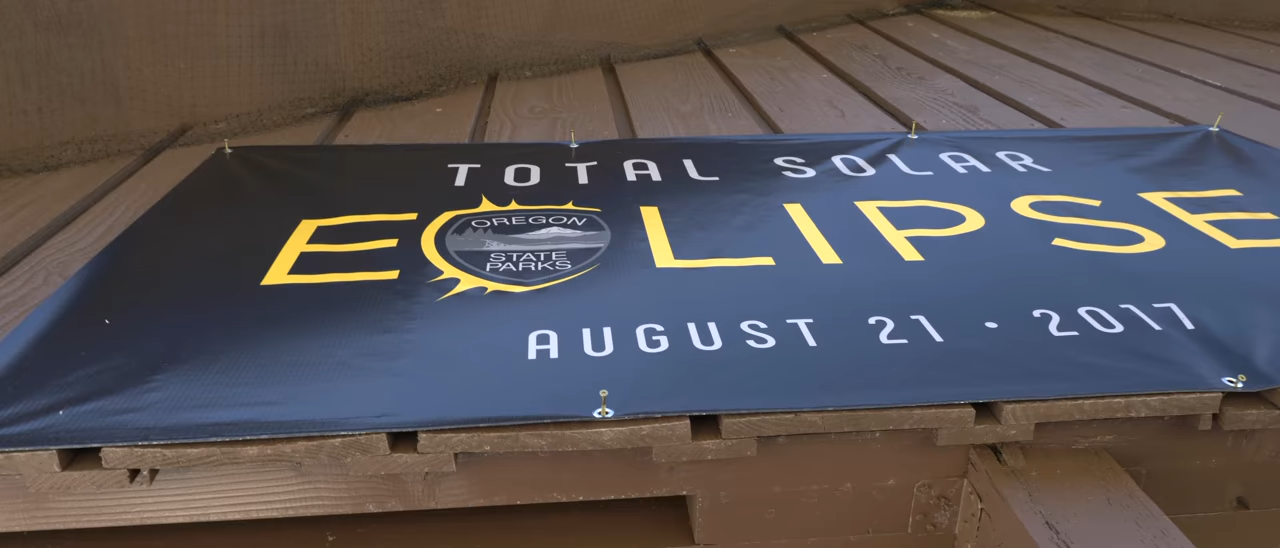 TOTAL SOLAR
ECLIPSE
OREGON
STATE
PARKS
AUGUST 21 • 2017